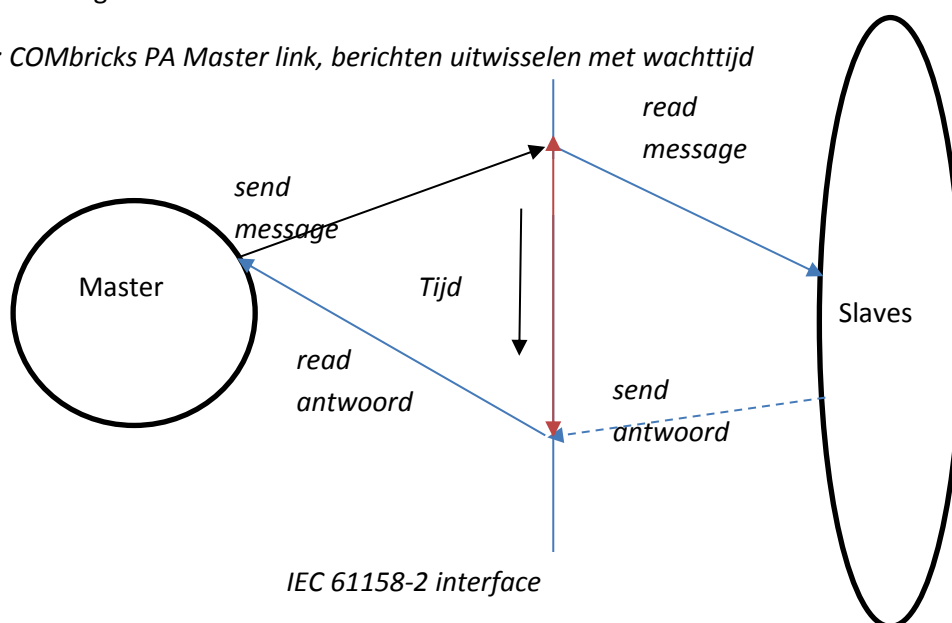 : COMbricks PA Master link, berichten uitwisselen met wachttijd
read
message
send
message
Master
Tijd
Slaves
read
antwoord
send
antwoord
IEC 61158-2 interface